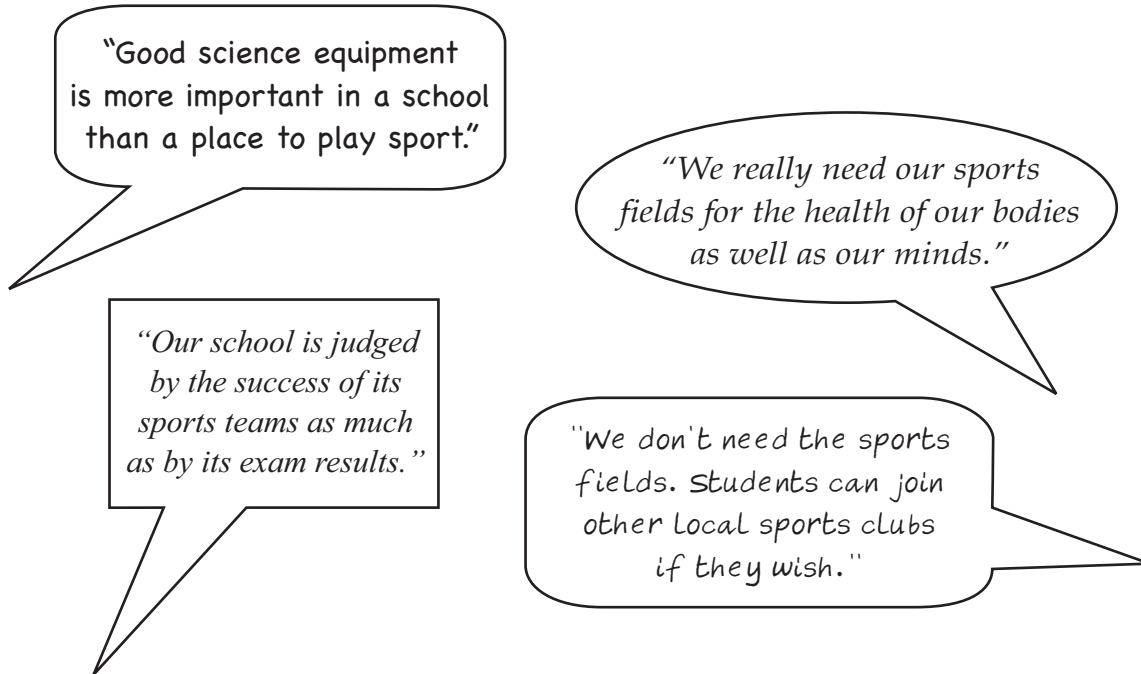 “Good science equipment
is more important in a school
than a place to play sport.”
“We really need our sports
fields for the health of our bodies
as well as our minds.”
“Our school is judged
by the success of its
sports teams as much
as by its exam results.”
"We don't need the sports
fields. Students can join
other local sports clubs
if they wish."